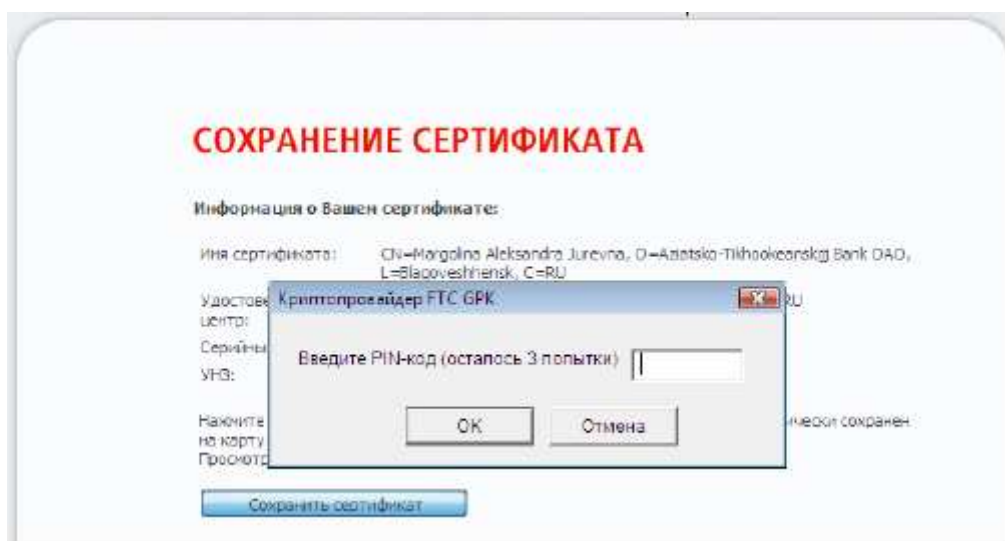 СОХРАНЕНИЕ СЕРТИФИКАТА
Информация о Вашем сертификате:
Имя сертификата: CN=Margolina Aleksandra Jurevna, O=Aziatsko-Tikhookeanskij Bank OAO,
L=Blagoveshhensk, C=RU
Криптопровайдер FTC GPK
RU
центр:
Введите PIN-код (осталось 3 попытки)
УНЗ:
Нажмите
сохранен
на карту
OK Отмена
Сохранить сертификат